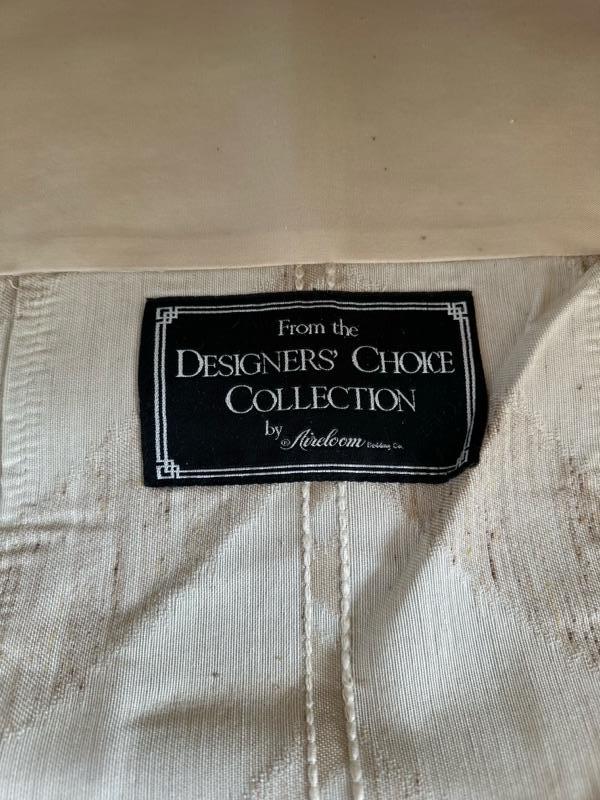 From the
DESIGNERS' CHOICE
COLLECTION
by ® Aireloom Bedding Co.